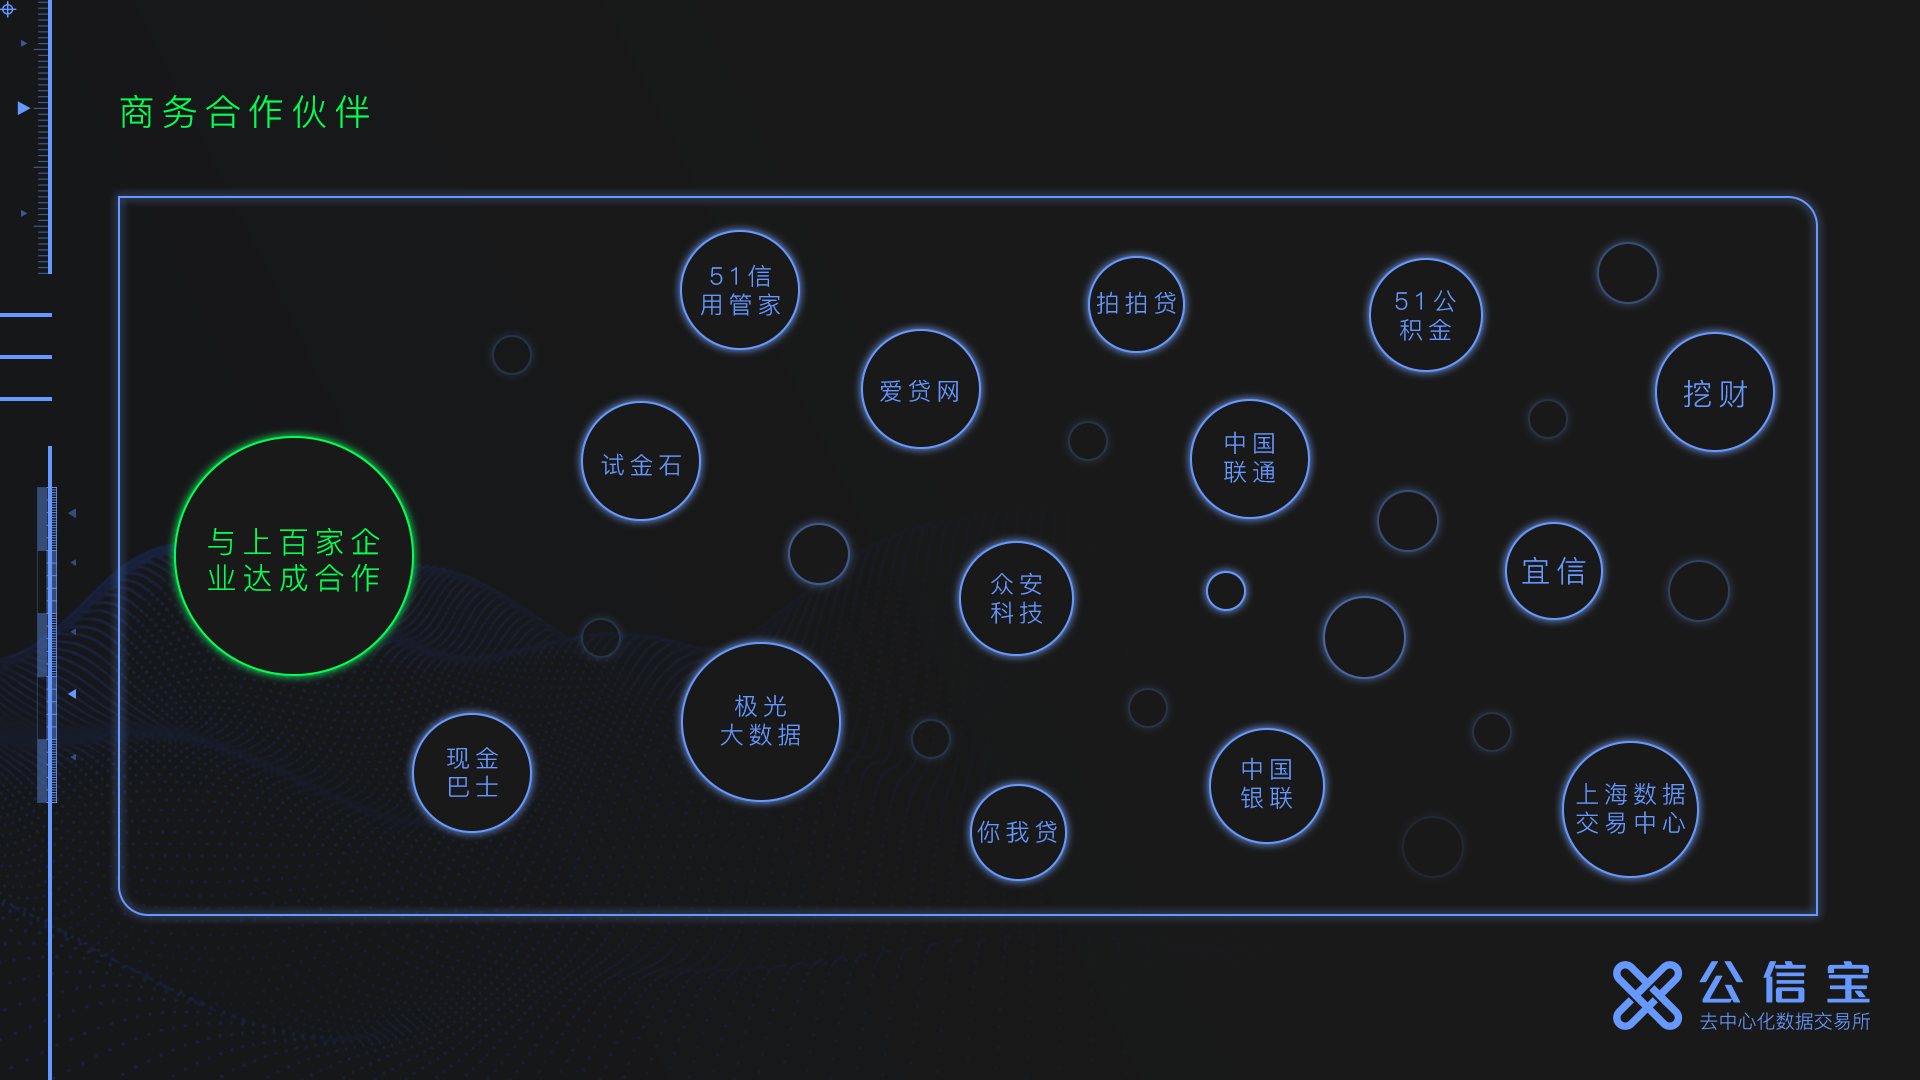 商务合作伙伴
51信
用管家
拍拍贷
51公
积金
爱贷网
挖财
试金石
中国
联通
与上百家企
业达成合作
众安
科技
宜信
极光
大数据
现金
巴士
中国
银联
上海数据
交易中心
你我贷
公信宝
去中心化数据交易所